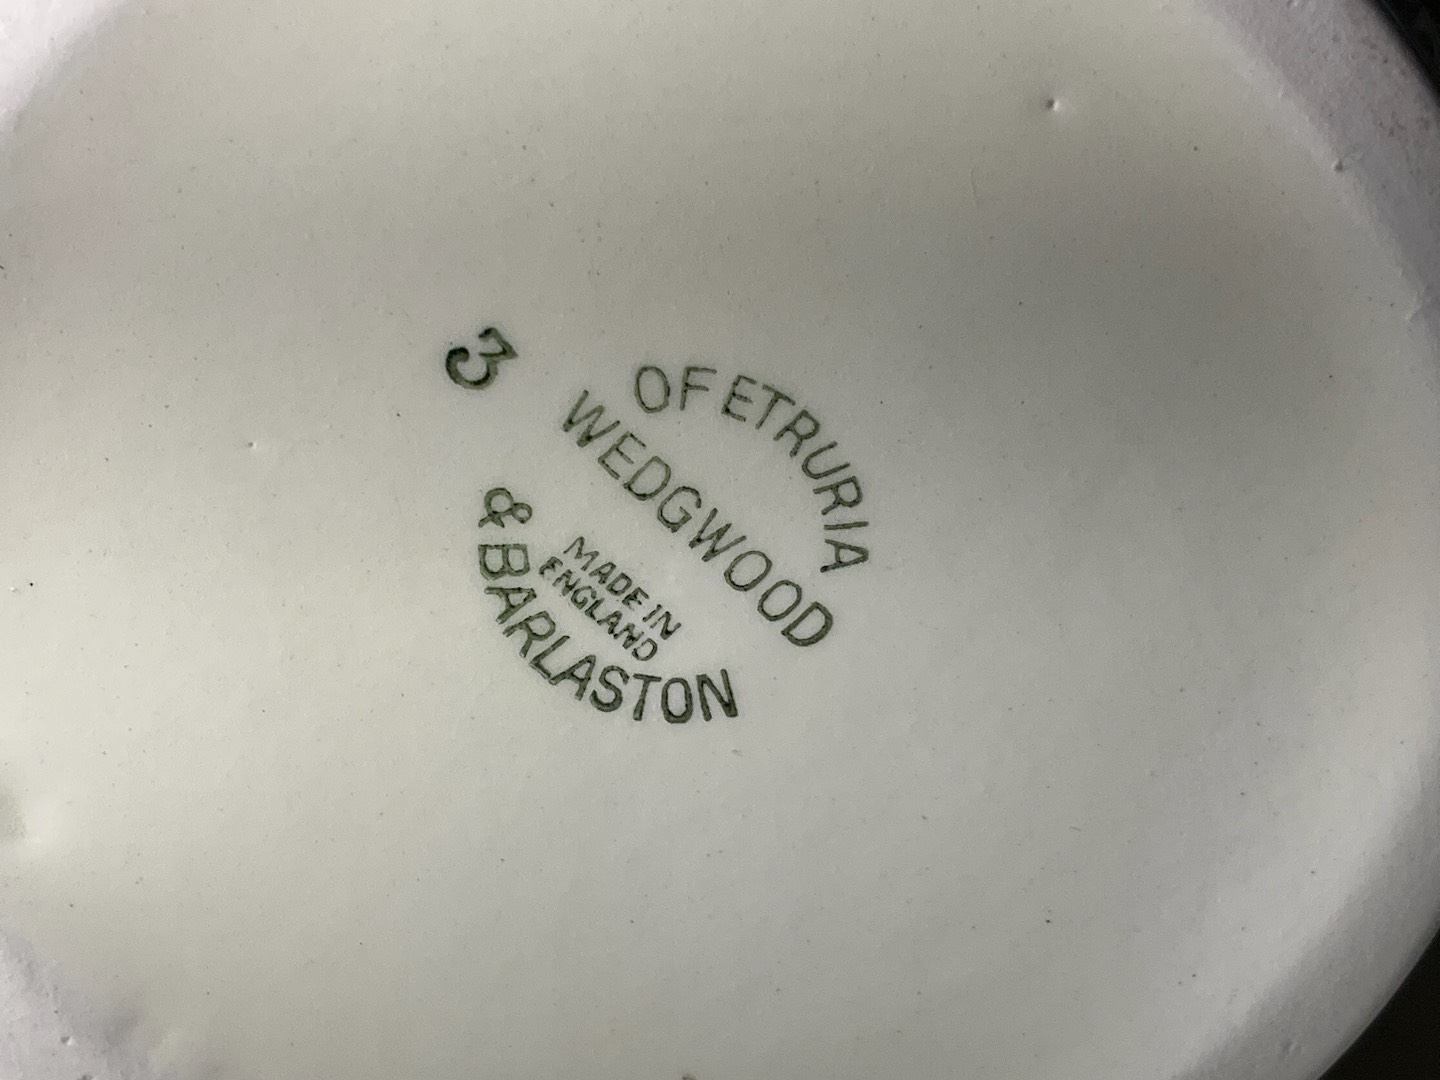 3
OF ETRURIA
WEDGWOOD
MADE IN
ENGLAND
& BARLASTON